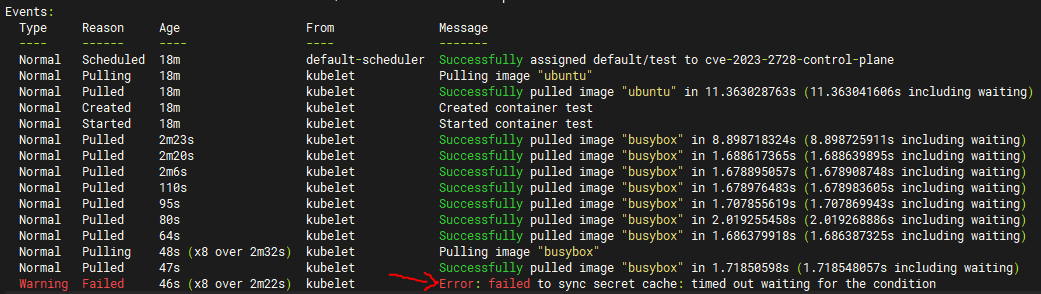 Events:
Type Reason Age From Message
---- ------ ---- ---- -------
Normal Scheduled 18m default-scheduler Successfully assigned default/test to cve-2023-2728-control-plane
Normal Pulling 18m kubelet Pulling image "ubuntu"
Normal Pulled 18m kubelet Successfully pulled image "ubuntu" in 11.363028763s (11.363041606s including waiting)
Normal Created 18m kubelet Created container test
Normal Started 18m kubelet Started container test
Normal Pulled 2m23s kubelet Successfully pulled image "busybox" in 8.898718324s (8.898725911s including waiting)
Normal Pulled 2m20s kubelet Successfully pulled image "busybox" in 1.688617365s (1.688639895s including waiting)
Normal Pulled 2m6s kubelet Successfully pulled image "busybox" in 1.678895057s (1.678908748s including waiting)
Normal Pulled 110s kubelet Successfully pulled image "busybox" in 1.678976483s (1.678983605s including waiting)
Normal Pulled 95s kubelet Successfully pulled image "busybox" in 1.707855619s (1.707869943s including waiting)
Normal Pulled 80s kubelet Successfully pulled image "busybox" in 2.019255458s (2.019268886s including waiting)
Normal Pulled 64s kubelet Successfully pulled image "busybox" in 1.686379918s (1.686387325s including waiting)
Normal Pulling 48s (x8 over 2m32s) kubelet Pulling image "busybox"
Normal Pulled 47s kubelet Successfully pulled image "busybox" in 1.71850598s (1.718548057s including waiting)
Warning Failed 46s (x8 over 2m22s) kubelet Error: failed to sync secret cache: timed out waiting for the condition